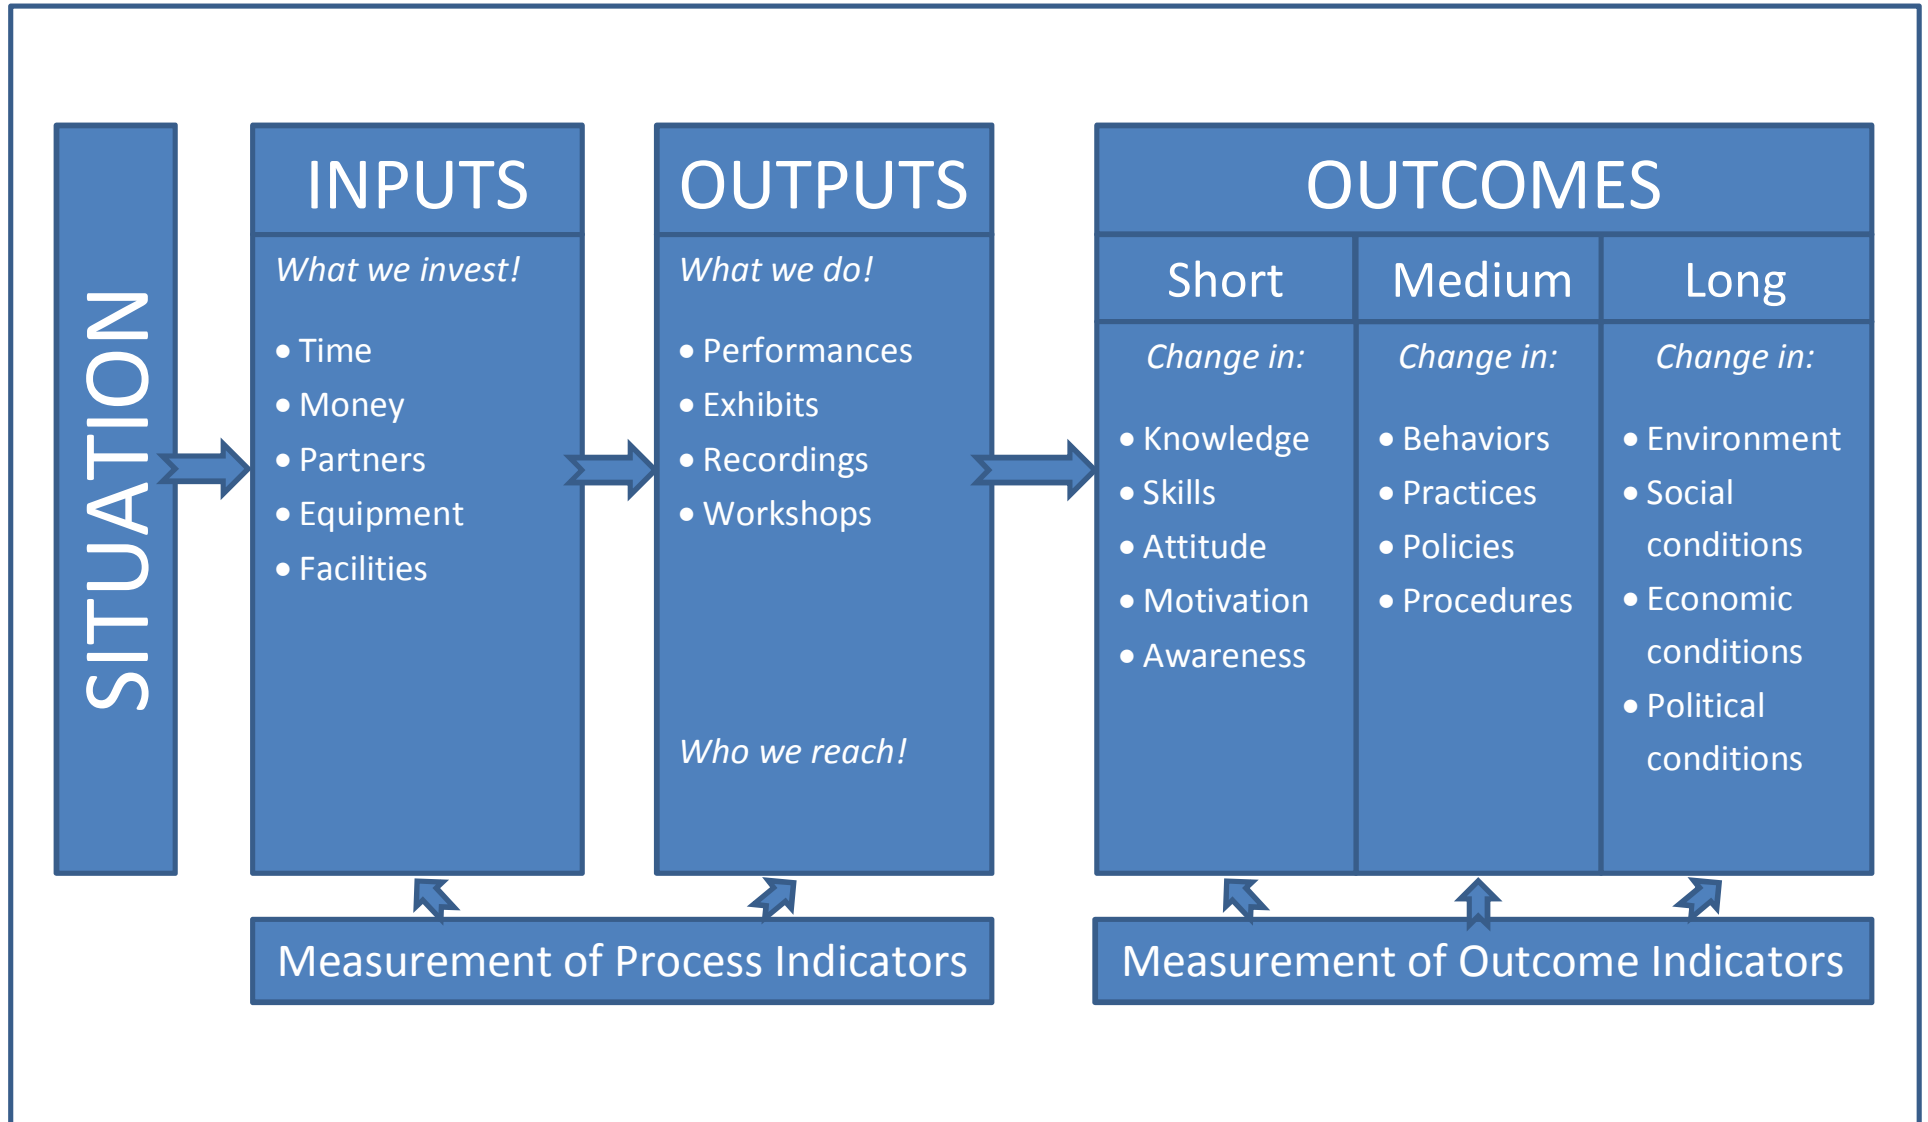 SITUATION
INPUTS
What we invest!
• Time
• Money
• Partners
• Equipment
• Facilities
OUTPUTS
What we do!
• Performances
• Exhibits
• Recordings
• Workshops
Who we reach!
OUTCOMES
Short
Change in:
• Knowledge
• Skills
• Attitude
• Motivation
• Awareness
Medium
Change in:
• Behaviors
• Practices
• Policies
• Procedures
Long
Change in:
• Environment
• Social
conditions
• Economic
conditions
• Political
conditions
Measurement of Process Indicators
Measurement of Outcome Indicators